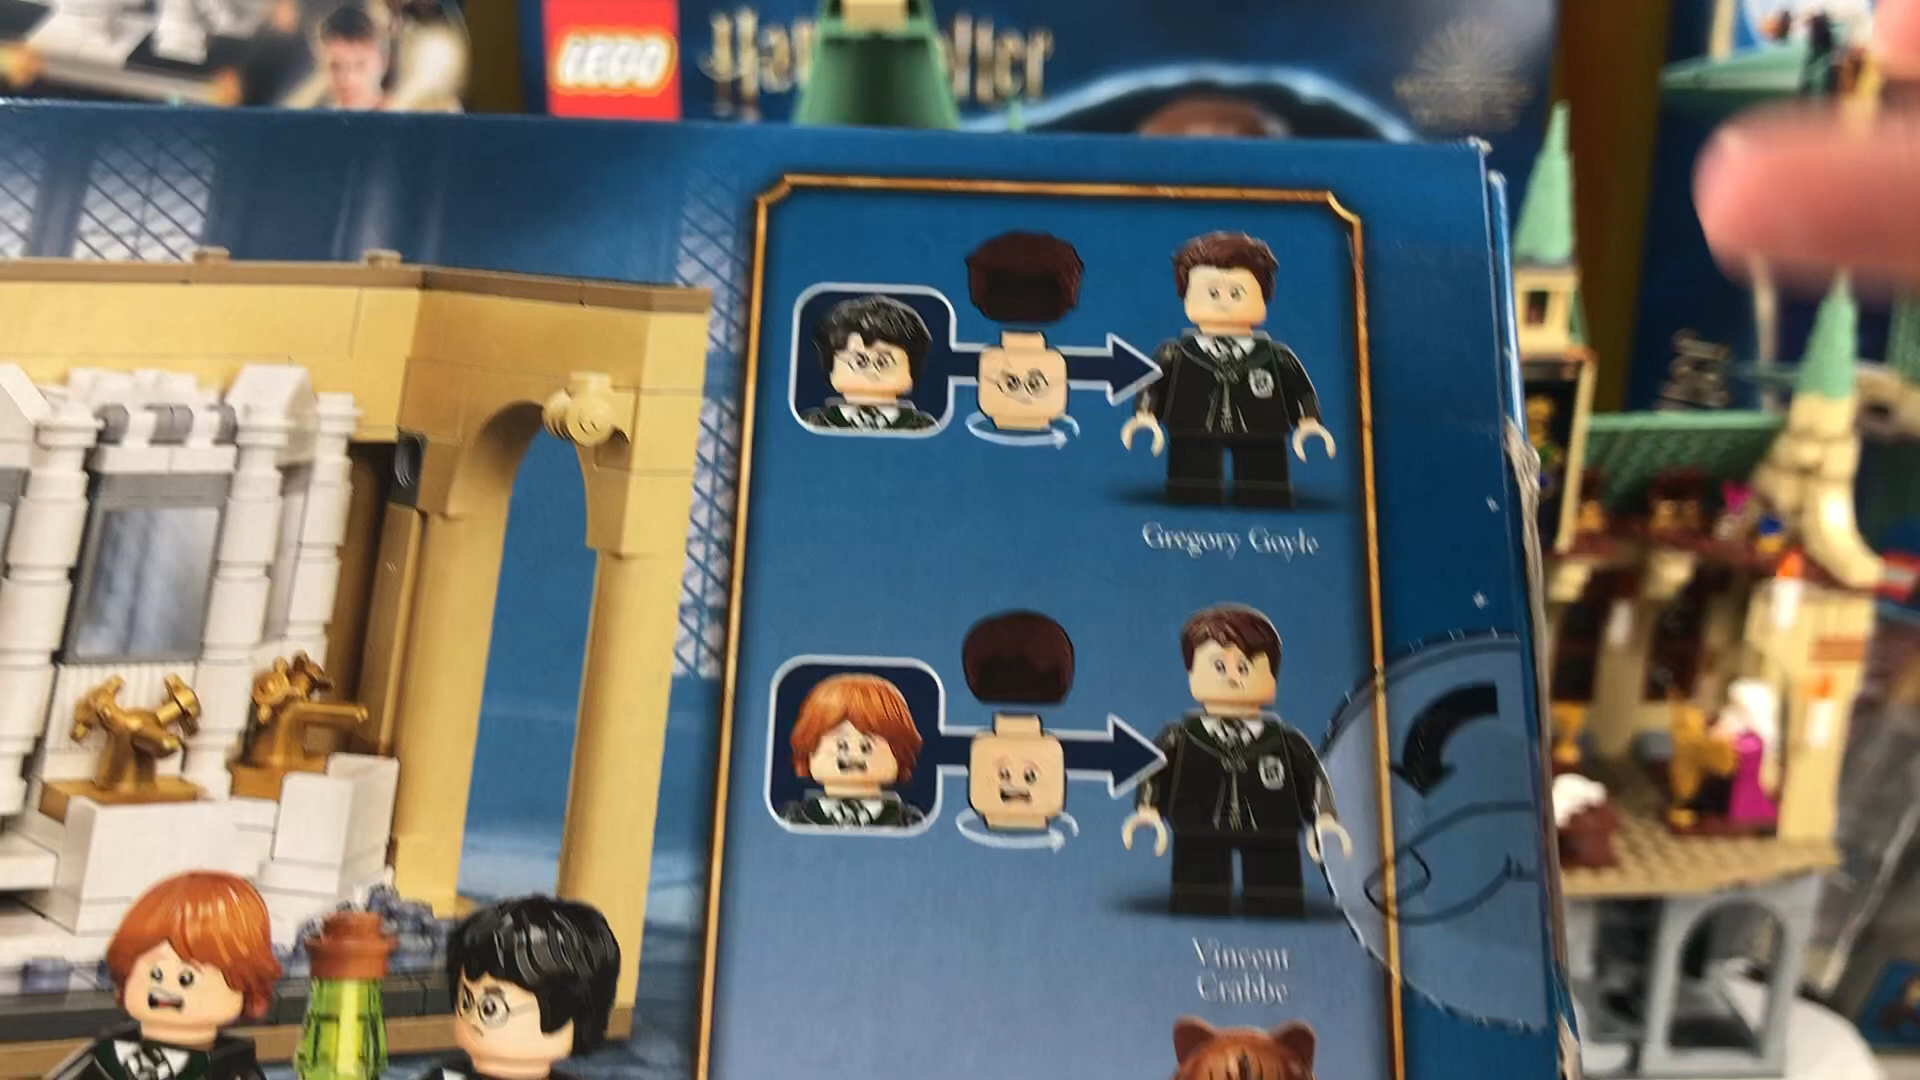 LEGO
Harry Potter
Gregory Goyle
Vincent
Crabbe